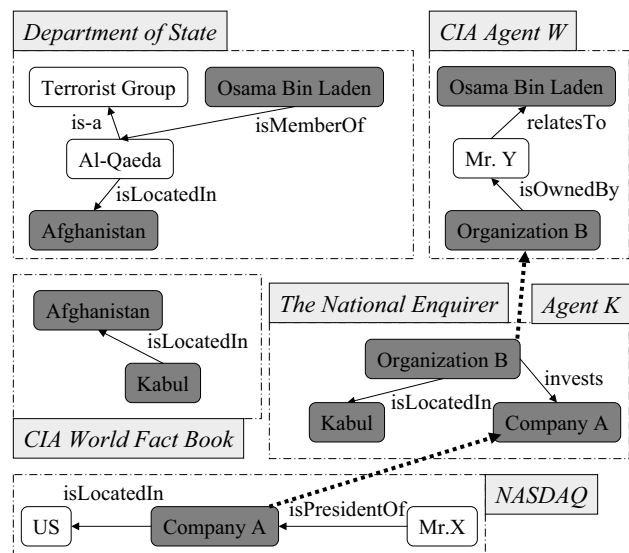 Department of State
Terrorist Group
Osama Bin Laden
is-a
isMemberOf
Al-Qaeda
isLocatedIn
Afghanistan
CIA Agent W
Osama Bin Laden
relatesTo
Mr. Y
isOwnedBy
Organization B
Afghanistan
isLocatedIn
Kabul
CIA World Fact Book
The National Enquirer
Agent K
Organization B
invests
Kabul
isLocatedIn
Company A
NASDAQ
isLocatedIn
isPresidentOf
US
Company A
Mr.X